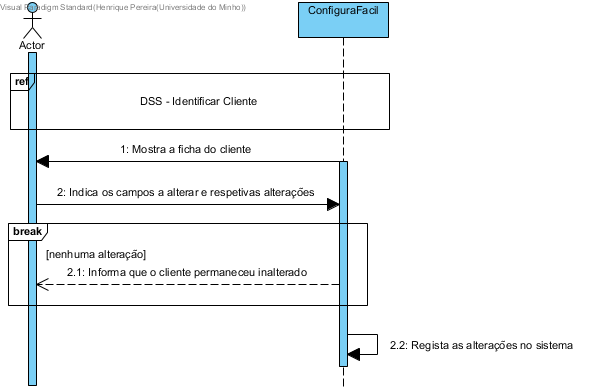 Visual Paradigm Standard(Henrique Pereira(Universidade do Minho))
ConfiguraFacil
Actor
ref
DSS - Identificar Cliente
1: Mostra a ficha do cliente
2: Indica os campos a alterar e respetivas alterações
break
[nenhuma alteração]
2.1: Informa que o cliente permaneceu inalterado
2.2: Regista as alterações no sistema